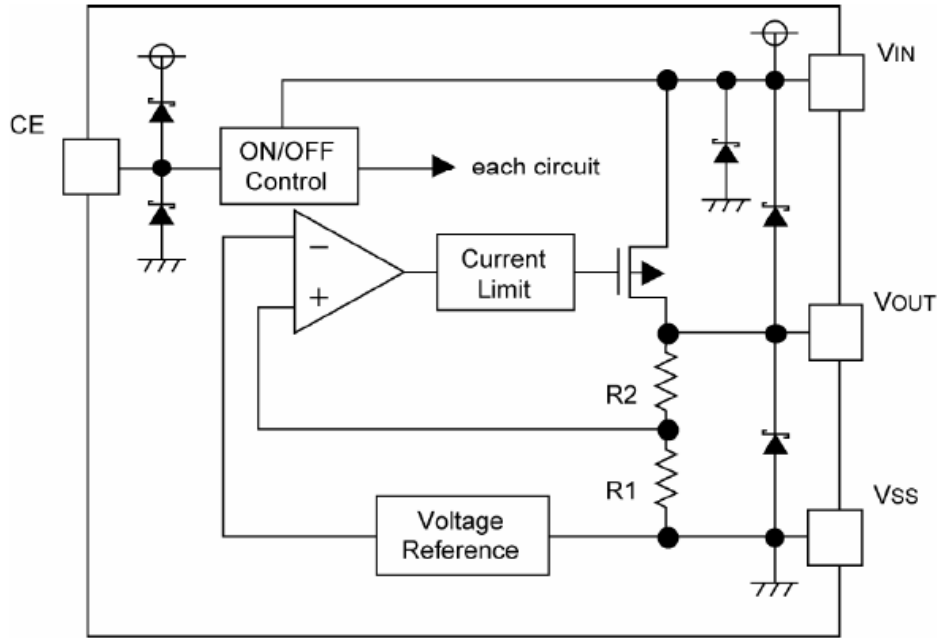 VIN
CE
ON/OFF
Control
each circuit
−
+
Current
Limit
VOUT
R2
R1
Voltage
Reference
VSS